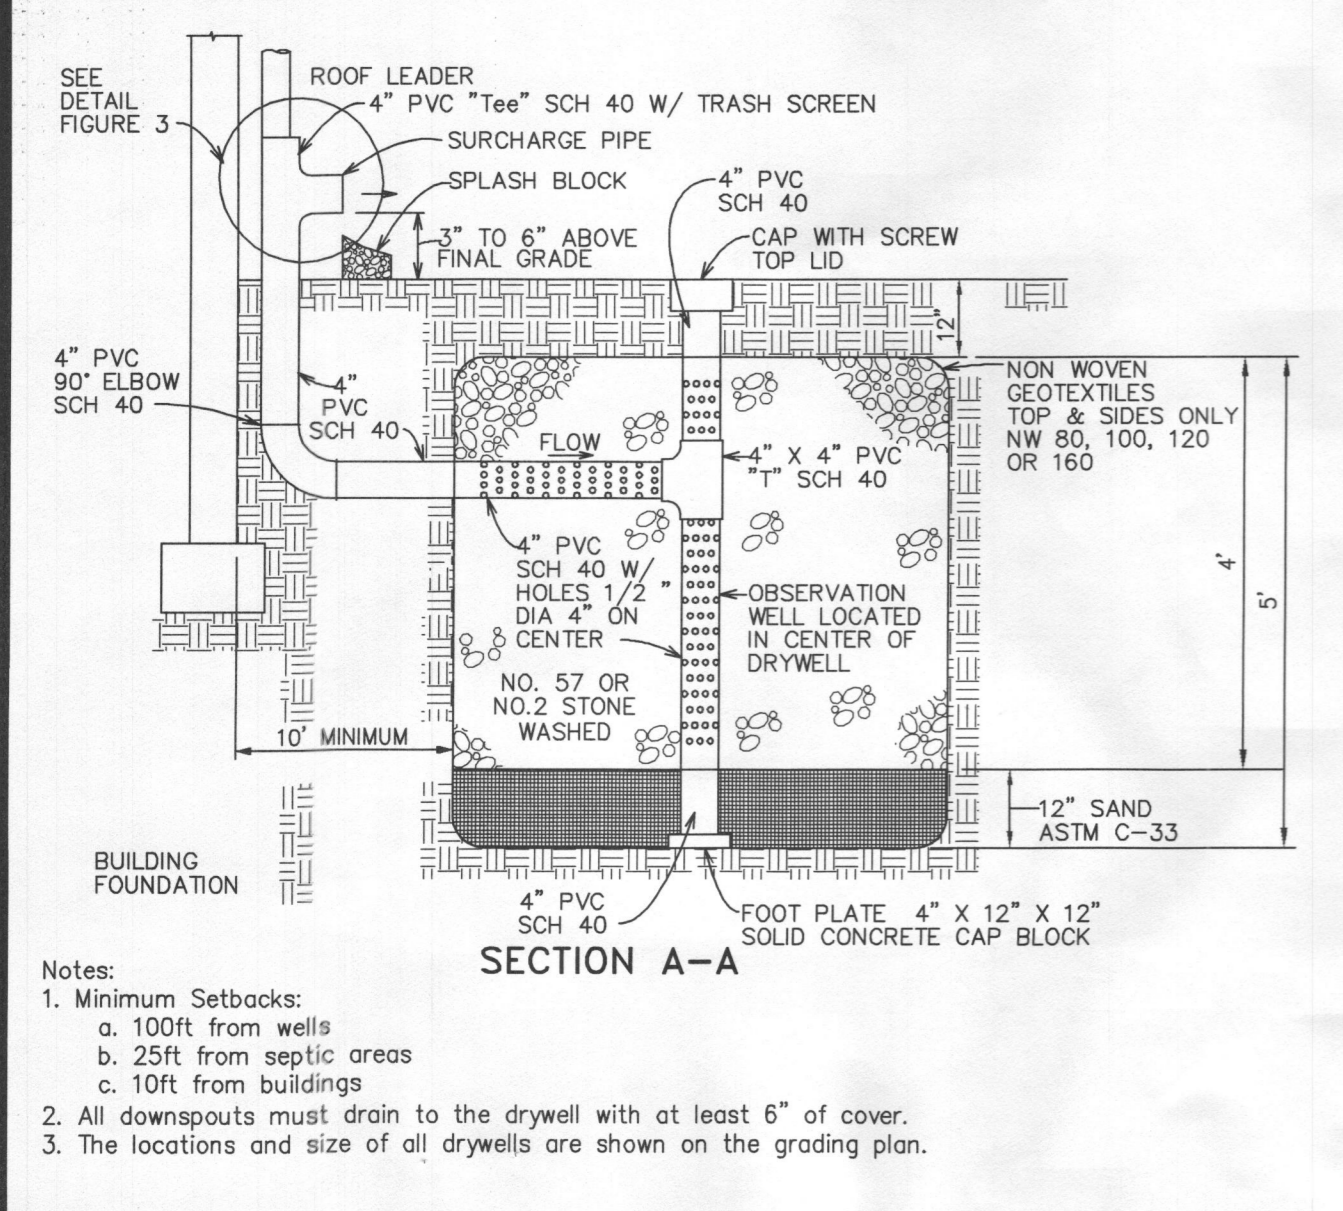 SEE
DETAIL
FIGURE 3
ROOF LEADER
4" PVC "Tee" SCH 40 W/ TRASH SCREEN
SURCHARGE PIPE
SPLASH BLOCK
3" TO 6" ABOVE
FINAL GRADE
4" PVC
SCH 40
CAP WITH SCREW
TOP LID
12"
4" PVC
90° ELBOW
SCH 40
4"
PVC
SCH 40
FLOW
4" X 4" PVC
"T" SCH 40
NON WOVEN
GEOTEXTILES
TOP & SIDES ONLY
NW 80, 100, 120
OR 160
4" PVC
SCH 40 W/
HOLES 1/2 "
DIA 4" ON
CENTER
OBSERVATION
WELL LOCATED
IN CENTER OF
DRYWELL
4'
5'
NO. 57 OR
NO.2 STONE
WASHED
10' MINIMUM
12" SAND
ASTM C-33
BUILDING
FOUNDATION
4" PVC
SCH 40
FOOT PLATE 4" X 12" X 12"
SOLID CONCRETE CAP BLOCK
SECTION A-A
Notes:
1. Minimum Setbacks:
a. 100ft from wells
b. 25ft from septic areas
c. 10ft from buildings
2. All downspouts must drain to the drywell with at least 6" of cover.
3. The locations and size of all drywells are shown on the grading plan.